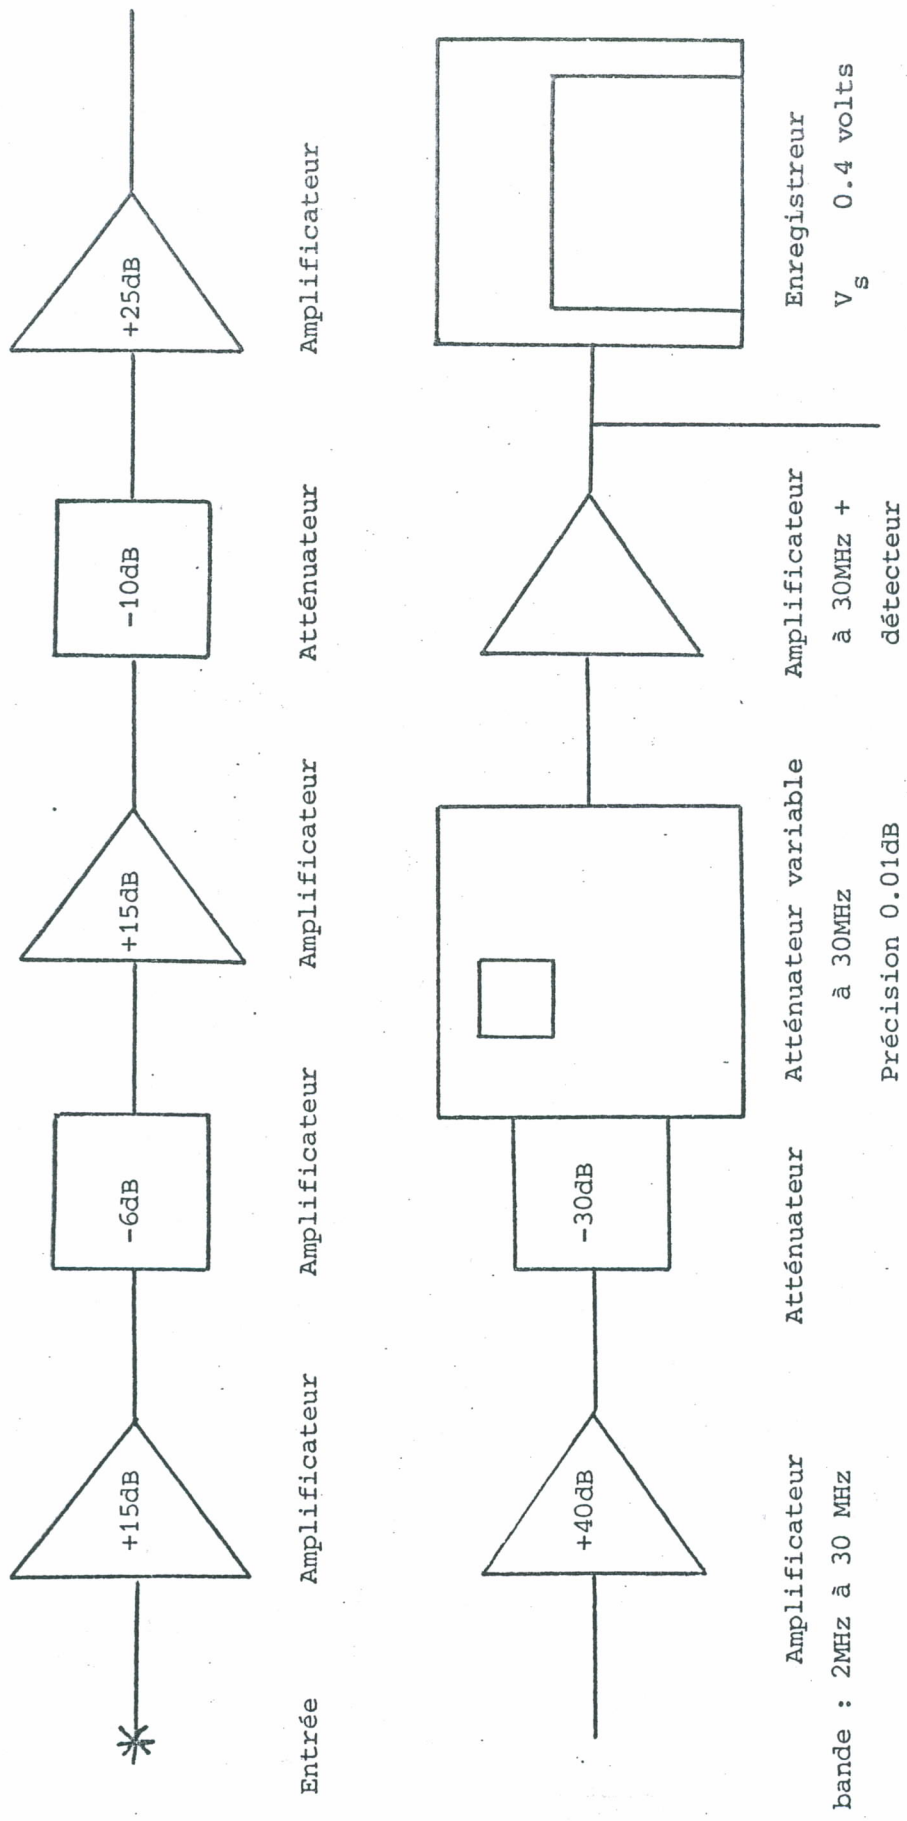 +15dB
-6dB
+15dB
-10dB
+25dB
Entrée
Amplificateur
Amplificateur
Amplificateur
Atténuateur
Amplificateur
+40dB
-30dB
Amplificateur
bande : 2MHz à 30 MHz
Atténuateur
Atténuateur variable
à 30MHz
Précision 0.01dB
Amplificateur
à 30MHz +
détecteur
Enregistreur
Vs 0.4 volts